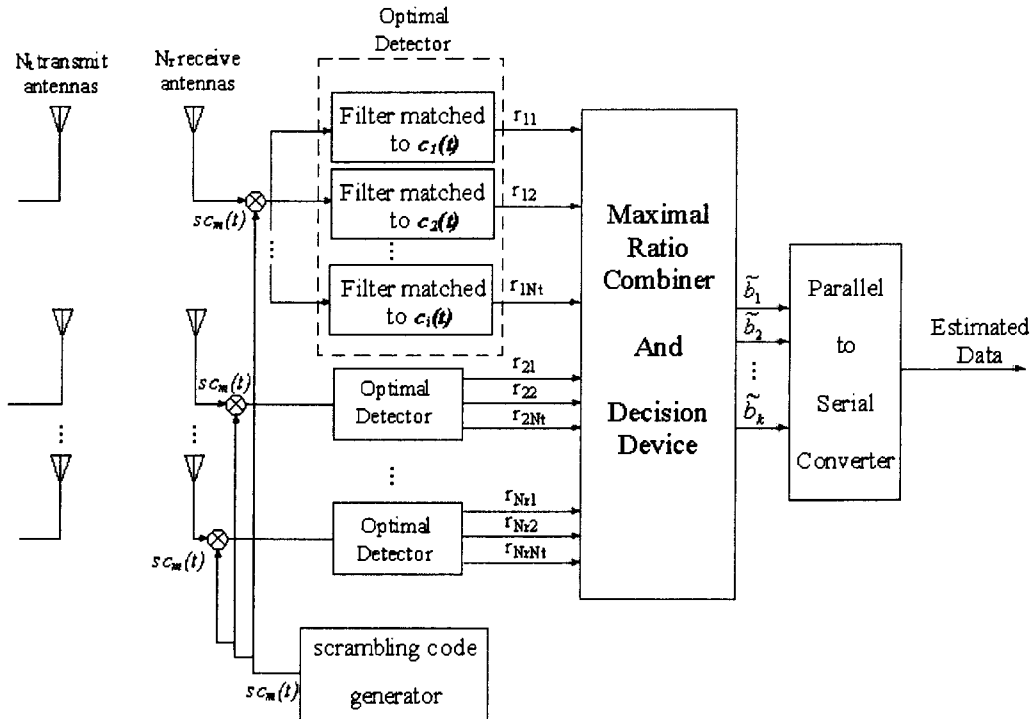 Optimal
Detector
Nt transmit
antennas
Nr receive
antennas
Filter matched
to c1(t)
r11
Filter matched
to c2(t)
r12
scm(t)
⋮
⋮
Filter matched
to ci(t)
r1Nt
Maximal
Ratio
Combiner
And
Decision
Device
b̃1
b̃2
⋮
b̃k
Parallel
to
Serial
Converter
Estimated
Data
scm(t)
Optimal
Detector
r21
r22
r2Nt
⋮
⋮
⋮
scm(t)
Optimal
Detector
rNr1
rNr2
rNrNt
scm(t)
scrambling code
generator